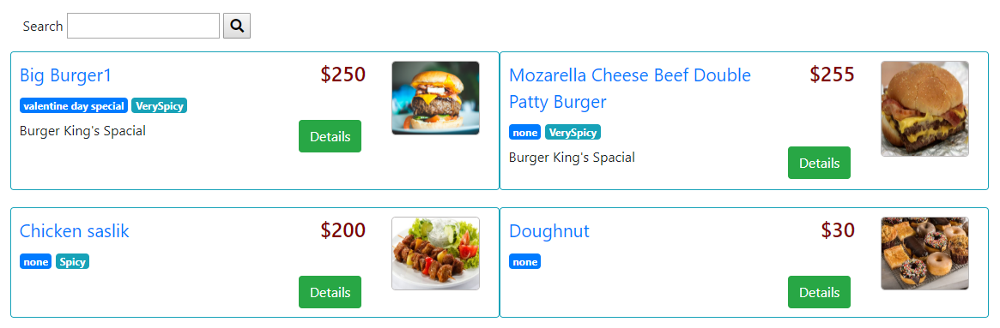 Search
Big Burger1 $250
valentine day special VerySpicy
Burger King's Spacial
Details
Mozarella Cheese Beef Double $255
Patty Burger
none VerySpicy
Burger King's Spacial
Details
Chicken saslik $200
none Spicy
Details
Doughnut $30
none
Details